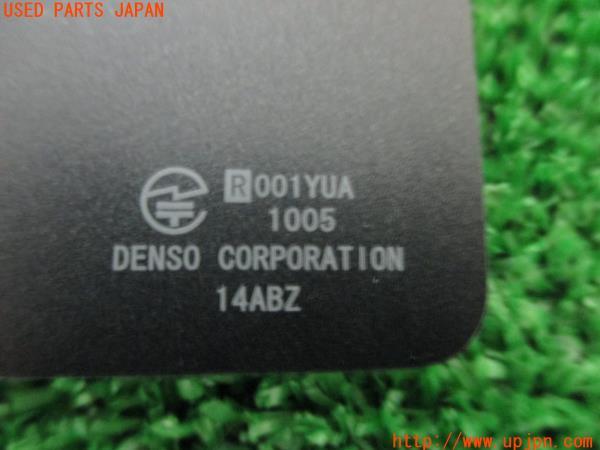 USED PARTS JAPAN
R001YUA
1005
DENSO CORPORATION
14ABZ
http://www.upjpn.com